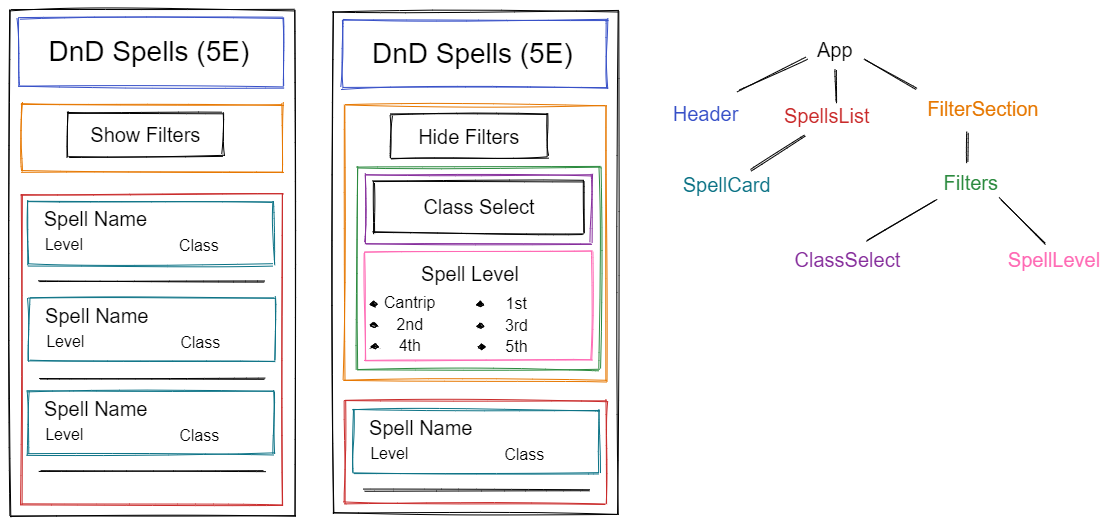 DnD Spells (5E)
Show Filters
Spell Name
Level Class
Spell Name
Level Class
Spell Name
Level Class
DnD Spells (5E)
Hide Filters
Class Select
Spell Level
Cantrip 1st
2nd 3rd
4th 5th
Spell Name
Level Class
App
Header SpellsList FilterSection
SpellCard Filters
ClassSelect SpellLevel